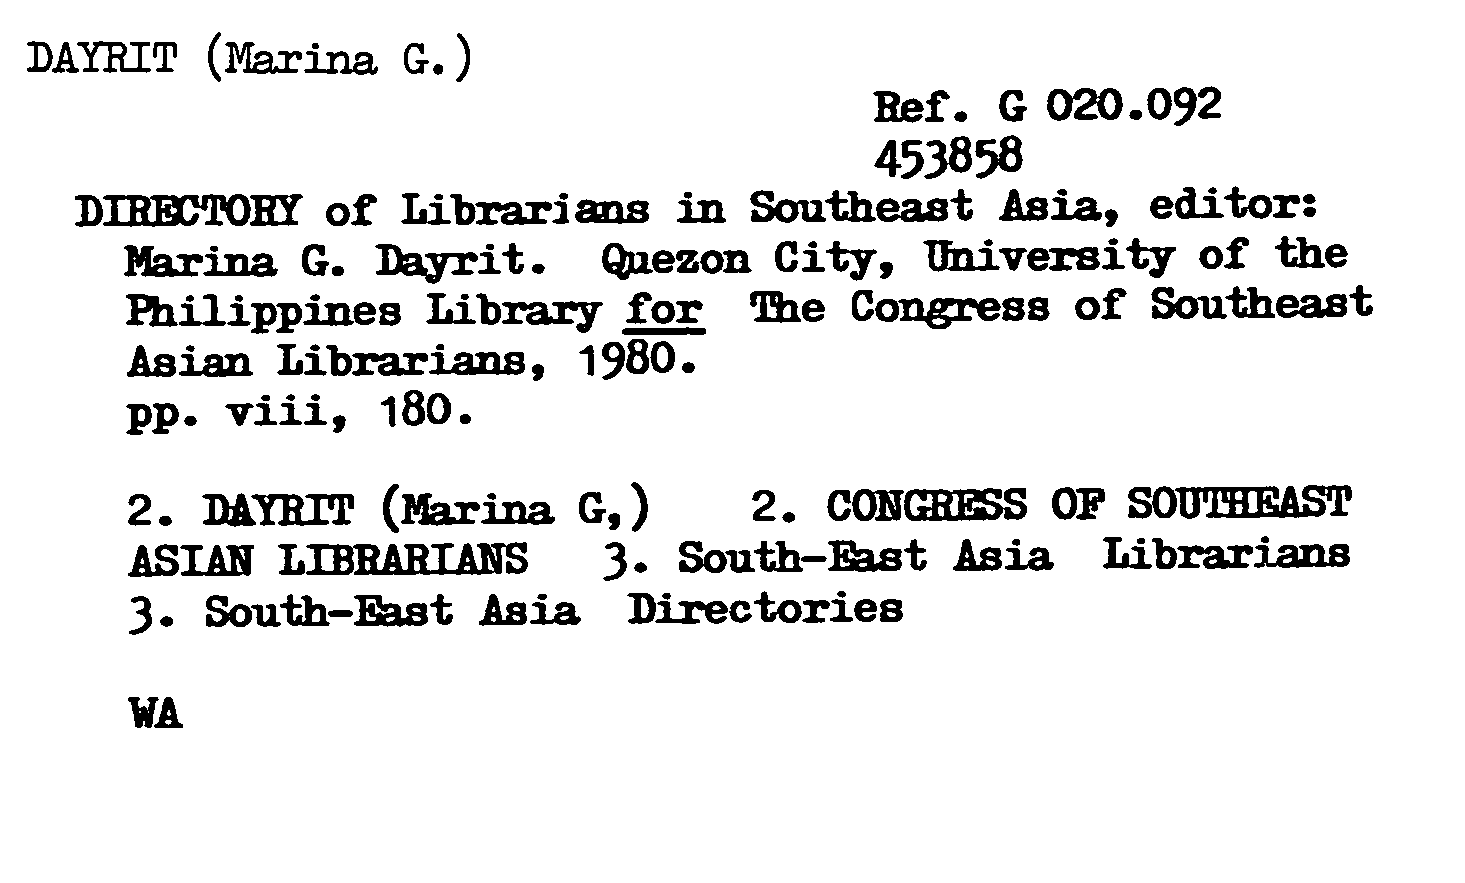 DAYRIT (Marina G.)
Ref. G 020.092
453858
DIRECTORY of Librarians in Southeast Asia, editor:
Marina G. Dayrit. Quezon City, University of the
Philippines Library for The Congress of Southeast
Asian Librarians, 1980.
pp. viii, 180.
2. DAYRIT (Marina G,) 2. CONGRESS OF SOUTHEAST
ASIAN LIBRARIANS 3. South-East Asia Librarians
3. South-East Asia Directories
WA